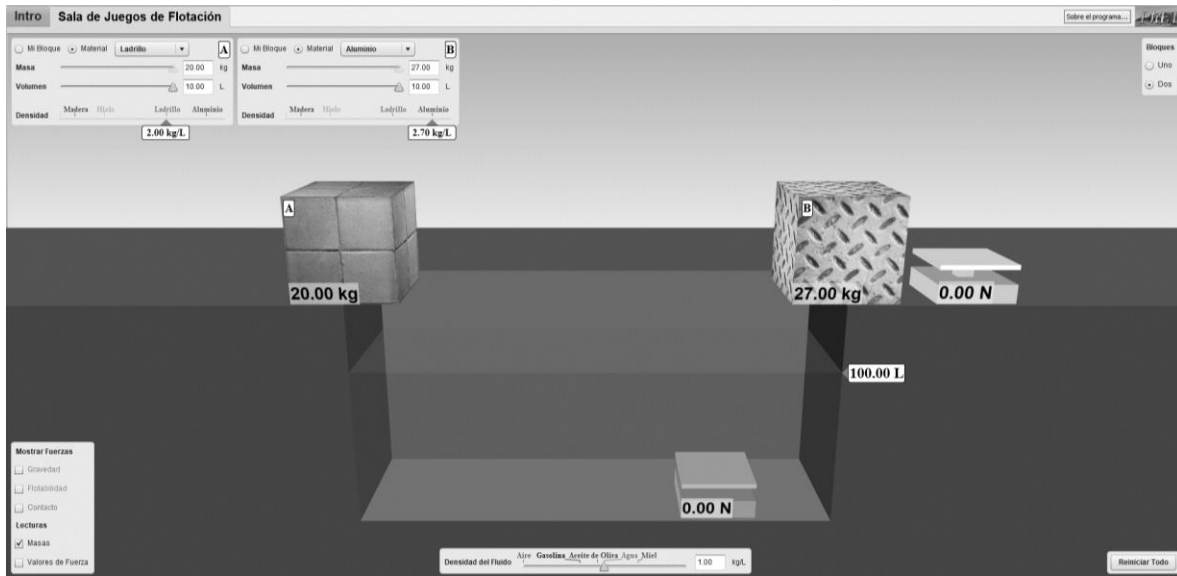 Intro Sala de Juegos de Flotación
Sobre el programa...
Mi Bloque Material Ladrillo A
Masa 20.00 kg
Volumen 10.00 L
Madera Hielo Ladrillo Aluminio
Densidad
2.00 kg/L
Mi Bloque Material Aluminio B
Masa 27.00 kg
Volumen 10.00 L
Madera Hielo Ladrillo Aluminio
Densidad
2.70 kg/L
Bloques
Uno
Dos
A
20.00 kg
B
27.00 kg
0.00 N
100.00 L
0.00 N
Mostrar Fuerzas
Gravedad
Flotabilidad
Contacto
Lecturas
Masas
Valores de Fuerza
Aire Gasolina Aceite de Oliva Agua Miel
Densidad del Fluido 1.00 kg/L
Reiniciar Todo